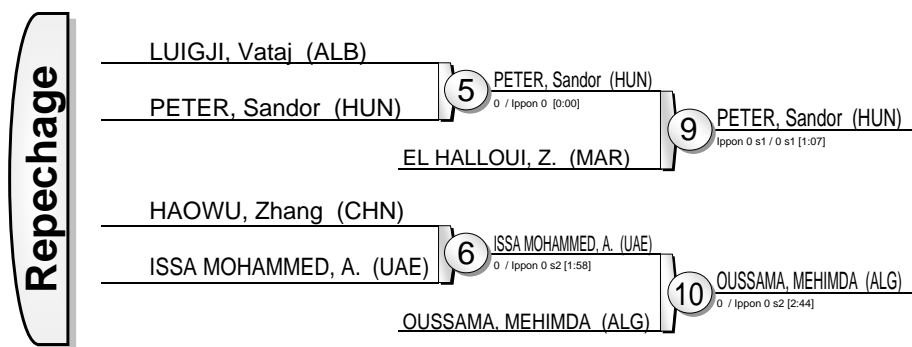 Repechage
LUIGJI, Vataj (ALB)
PETER, Sandor (HUN)
5
PETER, Sandor (HUN)
0 / Ippon 0 [0:00]
EL HALLOUI, Z. (MAR)
9
PETER, Sandor (HUN)
Ippon 0 s1 / 0 s1 [1:07]
HAOWU, Zhang (CHN)
ISSA MOHAMMED, A. (UAE)
6
ISSA MOHAMMED, A. (UAE)
0 / Ippon 0 s2 [1:58]
OUSSAMA, MEHIMDA (ALG)
10
OUSSAMA, MEHIMDA (ALG)
0 / Ippon 0 s2 [2:44]